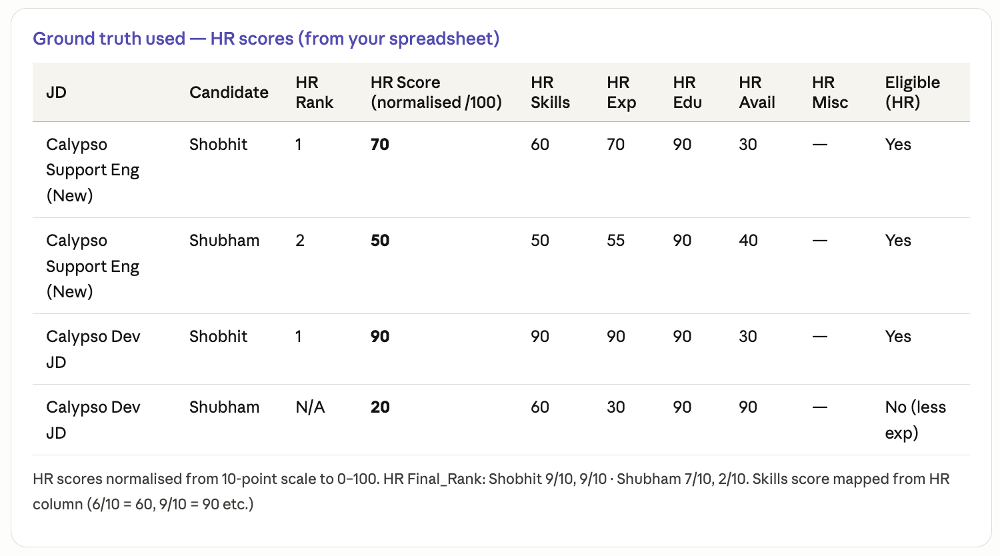 Ground truth used — HR scores (from your spreadsheet)
JD Candidate HR Rank HR Score (normalised /100) HR Skills HR Exp HR Edu HR Avail HR Misc Eligible (HR)
Calypso Support Eng (New) Shobhit 1 70 60 70 90 30 — Yes
Calypso Support Eng (New) Shubham 2 50 50 55 90 40 — Yes
Calypso Dev JD Shobhit 1 90 90 90 90 30 — Yes
Calypso Dev JD Shubham N/A 20 60 30 90 90 — No (less exp)
HR scores normalised from 10-point scale to 0–100. HR Final_Rank: Shobhit 9/10, 9/10 · Shubham 7/10, 2/10. Skills score mapped from HR
column (6/10 = 60, 9/10 = 90 etc.)